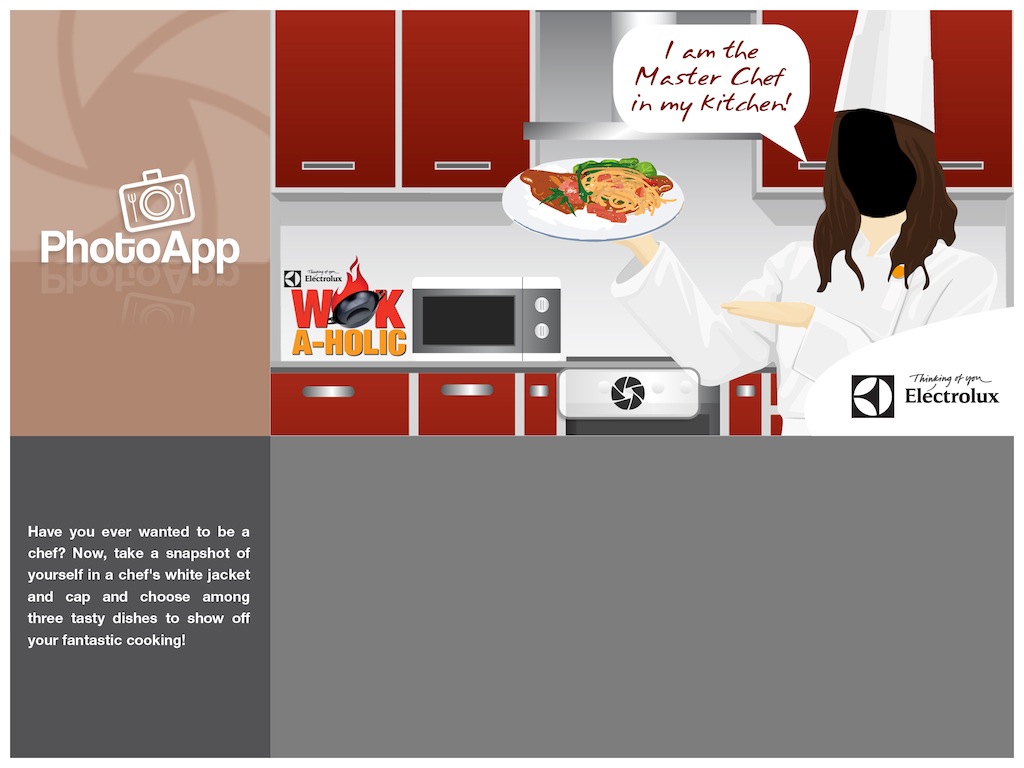 PhotoApp
I am the
Master Chef
in my kitchen!
Thinking of you
Electrolux
WOK
A-HOLIC
Thinking of you
Electrolux
Have you ever wanted to be a
chef? Now, take a snapshot of
yourself in a chef's white jacket
and cap and choose among
three tasty dishes to show off
your fantastic cooking!